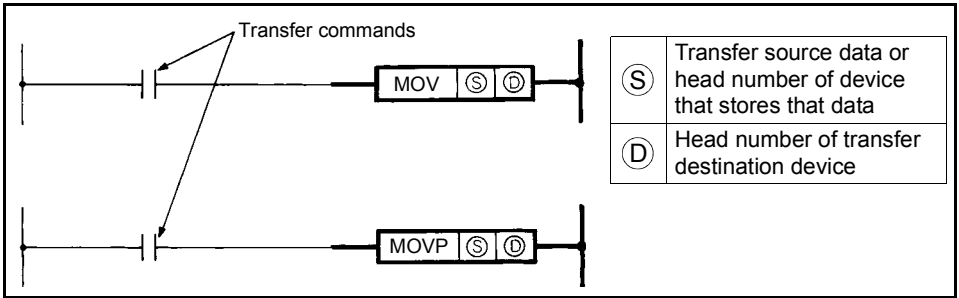 Transfer commands
MOV Ⓢ Ⓓ
MOVP Ⓢ Ⓓ
Ⓢ Transfer source data or
head number of device
that stores that data
Ⓓ Head number of transfer
destination device